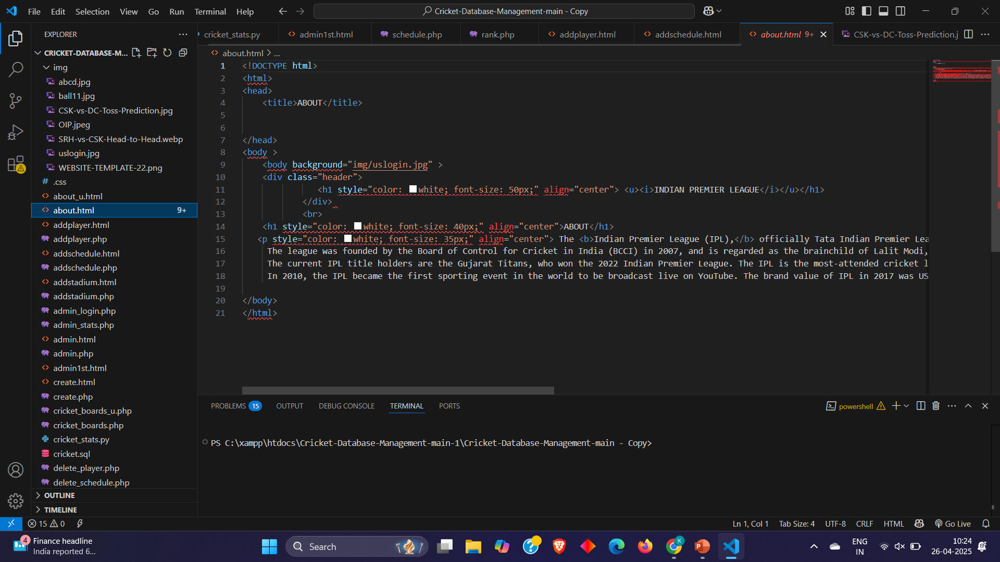 File Edit Selection View Go Run Terminal Help
Cricket-Database-Management-main - Copy
EXPLORER
CRICKET-DATABASE-M...
img
abcd.jpg
ball11.jpg
CSK-vs-DC-Toss-Prediction.jpg
OIP.jpeg
SRH-vs-CSK-Head-to-Head.webp
uslogin.jpg
WEBSITE-TEMPLATE-22.png
# .css
about_u.html
about.html 9+
addplayer.html
addplayer.php
addschedule.html
addschedule.php
addstadium.html
addstadium.php
admin_login.php
admin_stats.php
admin.html
admin.php
admin1st.html
create.html
create.php
cricket_boards_u.php
cricket_boards.php
cricket_stats.py
cricket.sql
delete_player.php
delete_schedule.php
OUTLINE
TIMELINE
cricket_stats.py admin1st.html schedule.php rank.php addplayer.html addschedule.html about.html 9+ CSK-vs-DC-Toss-Prediction.j
about.html > ...
1 <!DOCTYPE html>
2 <html>
3 <head>
4 <title>ABOUT</title>
5
6
7 </head>
8 <body >
9 <body background="img/uslogin.jpg" >
10 <div class="header">
11 <h1 style="color: white; font-size: 50px;" align="center"> <u><i>INDIAN PREMIER LEAGUE</i></u></h1>
12 </div>
13 <br>
14 <h1 style="color: white; font-size: 40px;" align="center">ABOUT</h1>
15 <p style="color: white; font-size: 35px;" align="center"> The <b>Indian Premier League (IPL),</b> officially Tata Indian Premier Lea
16 The league was founded by the Board of Control for Cricket in India (BCCI) in 2007, and is regarded as the brainchild of Lalit Modi,
17 The current IPL title holders are the Gujarat Titans, who won the 2022 Indian Premier League. The IPL is the most-attended cricket l
18 In 2010, the IPL became the first sporting event in the world to be broadcast live on YouTube. The brand value of IPL in 2017 was US
19
20 </body>
21 </html>
PROBLEMS 15 OUTPUT DEBUG CONSOLE TERMINAL PORTS
powershell
PS C:\xampp\htdocs\Cricket-Database-Management-main-1\Cricket-Database-Management-main - Copy>
15 0
Ln 1, Col 1 Tab Size: 4 UTF-8 CRLF HTML Go Live
4 Finance headline
India reported 6...
Search
K
P
ENG
IN
10:24
26-04-2025